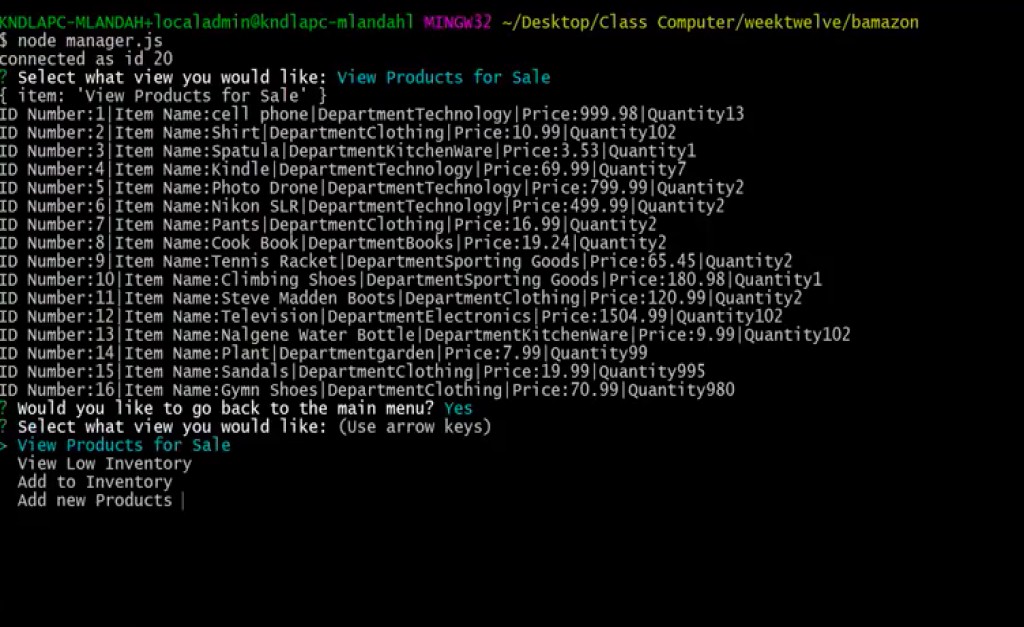 KNDLAPC-MLANDAH+localadmin@kndlapc-mlandahl MINGW32 ~/Desktop/Class Computer/weektwelve/bamazon
$ node manager.js
connected as id 20
? Select what view you would like: View Products for Sale
{ item: 'View Products for Sale' }
ID Number:1|Item Name:cell phone|DepartmentTechnology|Price:999.98|Quantity13
ID Number:2|Item Name:Shirt|DepartmentClothing|Price:10.99|Quantity102
ID Number:3|Item Name:Spatula|DepartmentKitchenWare|Price:3.53|Quantity1
ID Number:4|Item Name:Kindle|DepartmentTechnology|Price:69.99|Quantity7
ID Number:5|Item Name:Photo Drone|DepartmentTechnology|Price:799.99|Quantity2
ID Number:6|Item Name:Nikon SLR|DepartmentTechnology|Price:499.99|Quantity2
ID Number:7|Item Name:Pants|DepartmentClothing|Price:16.99|Quantity2
ID Number:8|Item Name:Cook Book|DepartmentBooks|Price:19.24|Quantity2
ID Number:9|Item Name:Tennis Racket|DepartmentSporting Goods|Price:65.45|Quantity2
ID Number:10|Item Name:Climbing Shoes|DepartmentSporting Goods|Price:180.98|Quantity1
ID Number:11|Item Name:Steve Madden Boots|DepartmentClothing|Price:120.99|Quantity2
ID Number:12|Item Name:Television|DepartmentElectronics|Price:1504.99|Quantity102
ID Number:13|Item Name:Nalgene Water Bottle|DepartmentKitchenWare|Price:9.99|Quantity102
ID Number:14|Item Name:Plant|Departmentgarden|Price:7.99|Quantity99
ID Number:15|Item Name:Sandals|DepartmentClothing|Price:19.99|Quantity995
ID Number:16|Item Name:Gymn Shoes|DepartmentClothing|Price:70.99|Quantity980
? Would you like to go back to the main menu? Yes
? Select what view you would like: (Use arrow keys)
> View Products for Sale
View Low Inventory
Add to Inventory
Add new Products